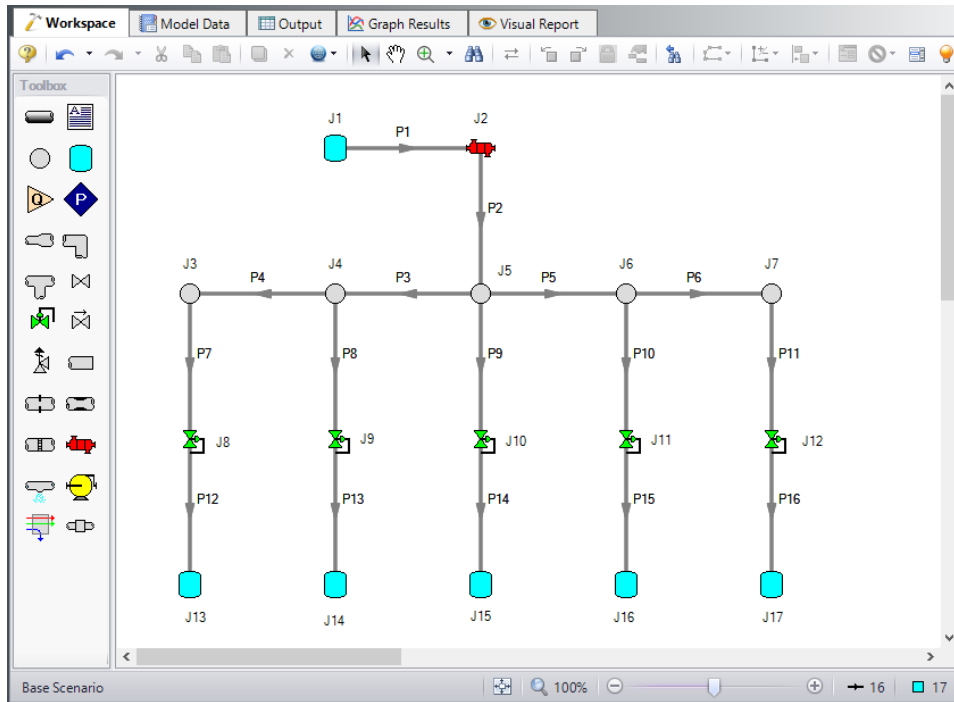 Workspace Model Data Output Graph Results Visual Report
Toolbox
A
Q P
J1 P1 J2
P2
J3 P4 J4 P3 J5 P5 J6 P6 J7
P7 P8 P9 P10 P11
J8 J9 J10 J11 J12
P12 P13 P14 P15 P16
J13 J14 J15 J16 J17
Base Scenario 100% 16 17